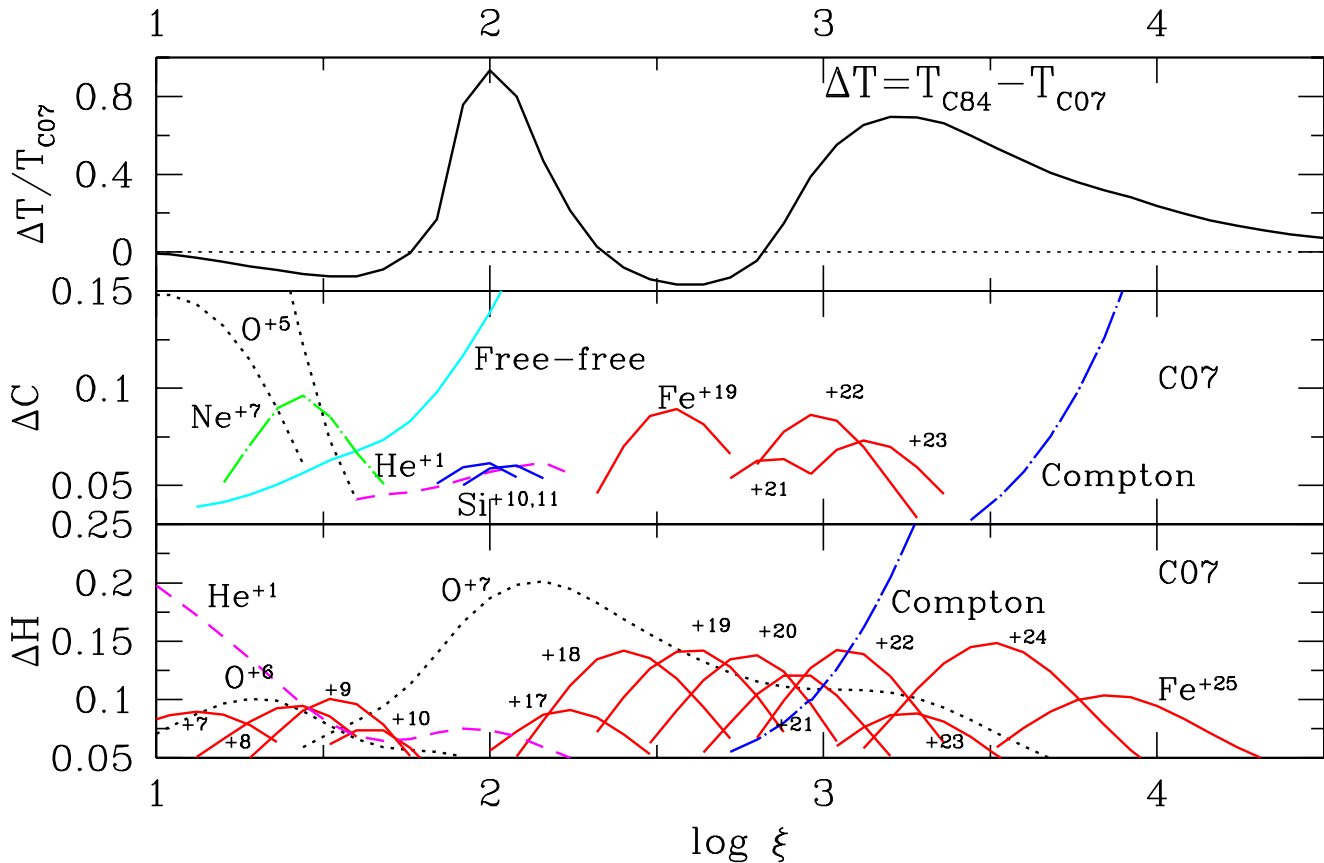 1 2 3 4
ΔT/T_C07
0.8
0.4
0
ΔT=T_C84−T_C07
ΔC
0.15
0.1
0.05
O+5
Ne+7
Free−free
He+1
Si+10,11
Fe+19
+22
+21
+23
Compton
C07
ΔH
0.25
0.2
0.15
0.1
0.05
He+1
O+7
O+6
+7
+8
+9
+10
+17
+18
+19
+20
+21
+22
+23
+24
Fe+25
Compton
C07
1 2 3 4
log ξ